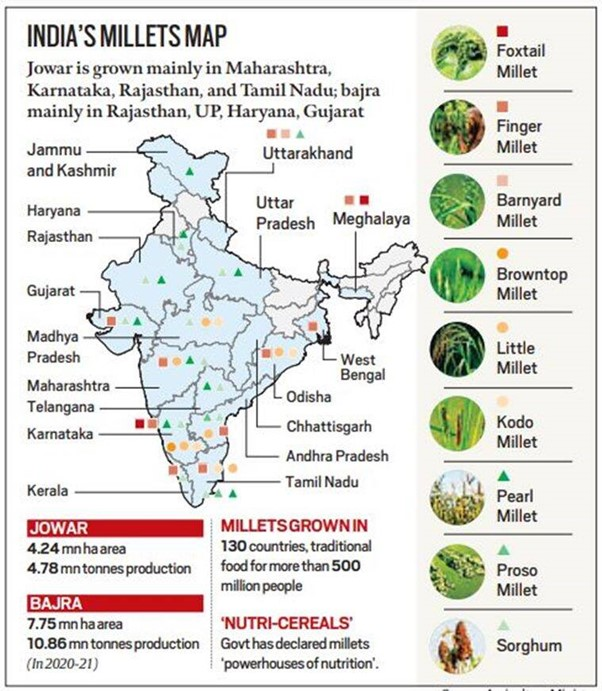 INDIA'S MILLETS MAP
Jowar is grown mainly in Maharashtra,
Karnataka, Rajasthan, and Tamil Nadu; bajra
mainly in Rajasthan, UP, Haryana, Gujarat
Jammu
and Kashmir
Uttarakhand
Haryana
Uttar
Pradesh
Meghalaya
Rajasthan
Gujarat
Madhya
Pradesh
West
Bengal
Maharashtra
Odisha
Telangana
Chhattisgarh
Karnataka
Andhra Pradesh
Tamil Nadu
Kerala
JOWAR
4.24 mn ha area
4.78 mn tonnes production
BAJRA
7.75 mn ha area
10.86 mn tonnes production
(In 2020-21)
MILLETS GROWN IN
130 countries, traditional
food for more than 500
million people
'NUTRI-CEREALS'
Govt has declared millets
'powerhouses of nutrition'.
Foxtail
Millet
Finger
Millet
Barnyard
Millet
Browntop
Millet
Little
Millet
Kodo
Millet
Pearl
Millet
Proso
Millet
Sorghum